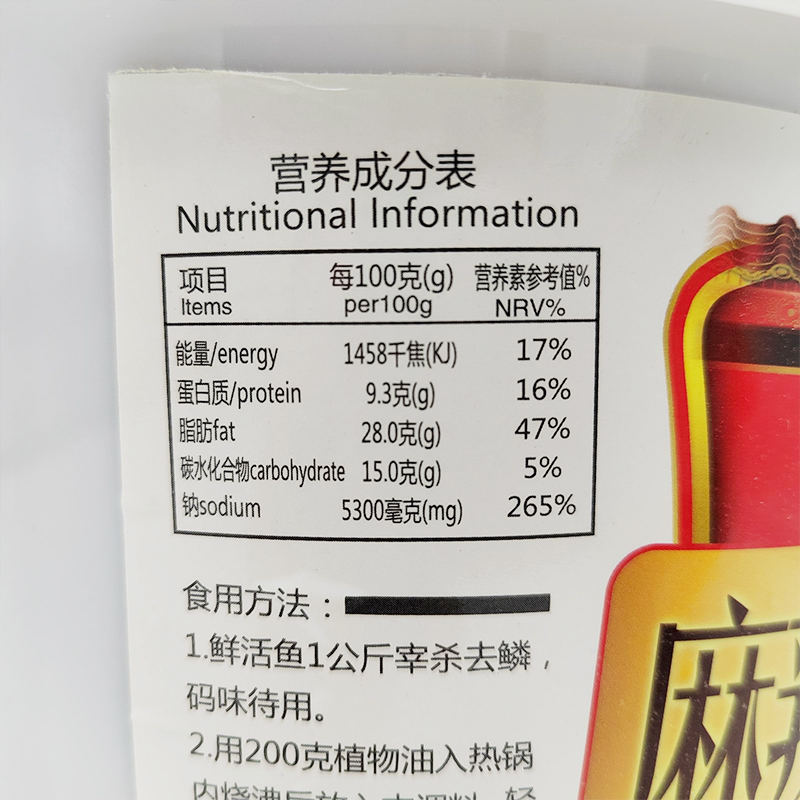 营养成分表
Nutritional Information
项目 每100克(g) 营养素参考值%
Items per100g NRV%
能量/energy 1458千焦(KJ) 17%
蛋白质/protein 9.3克(g) 16%
脂肪fat 28.0克(g) 47%
碳水化合物carbohydrate 15.0克(g) 5%
钠sodium 5300毫克(mg) 265%
食用方法：
1.鲜活鱼1公斤宰杀去鳞，
码味待用。
2.用200克植物油入热锅
麻